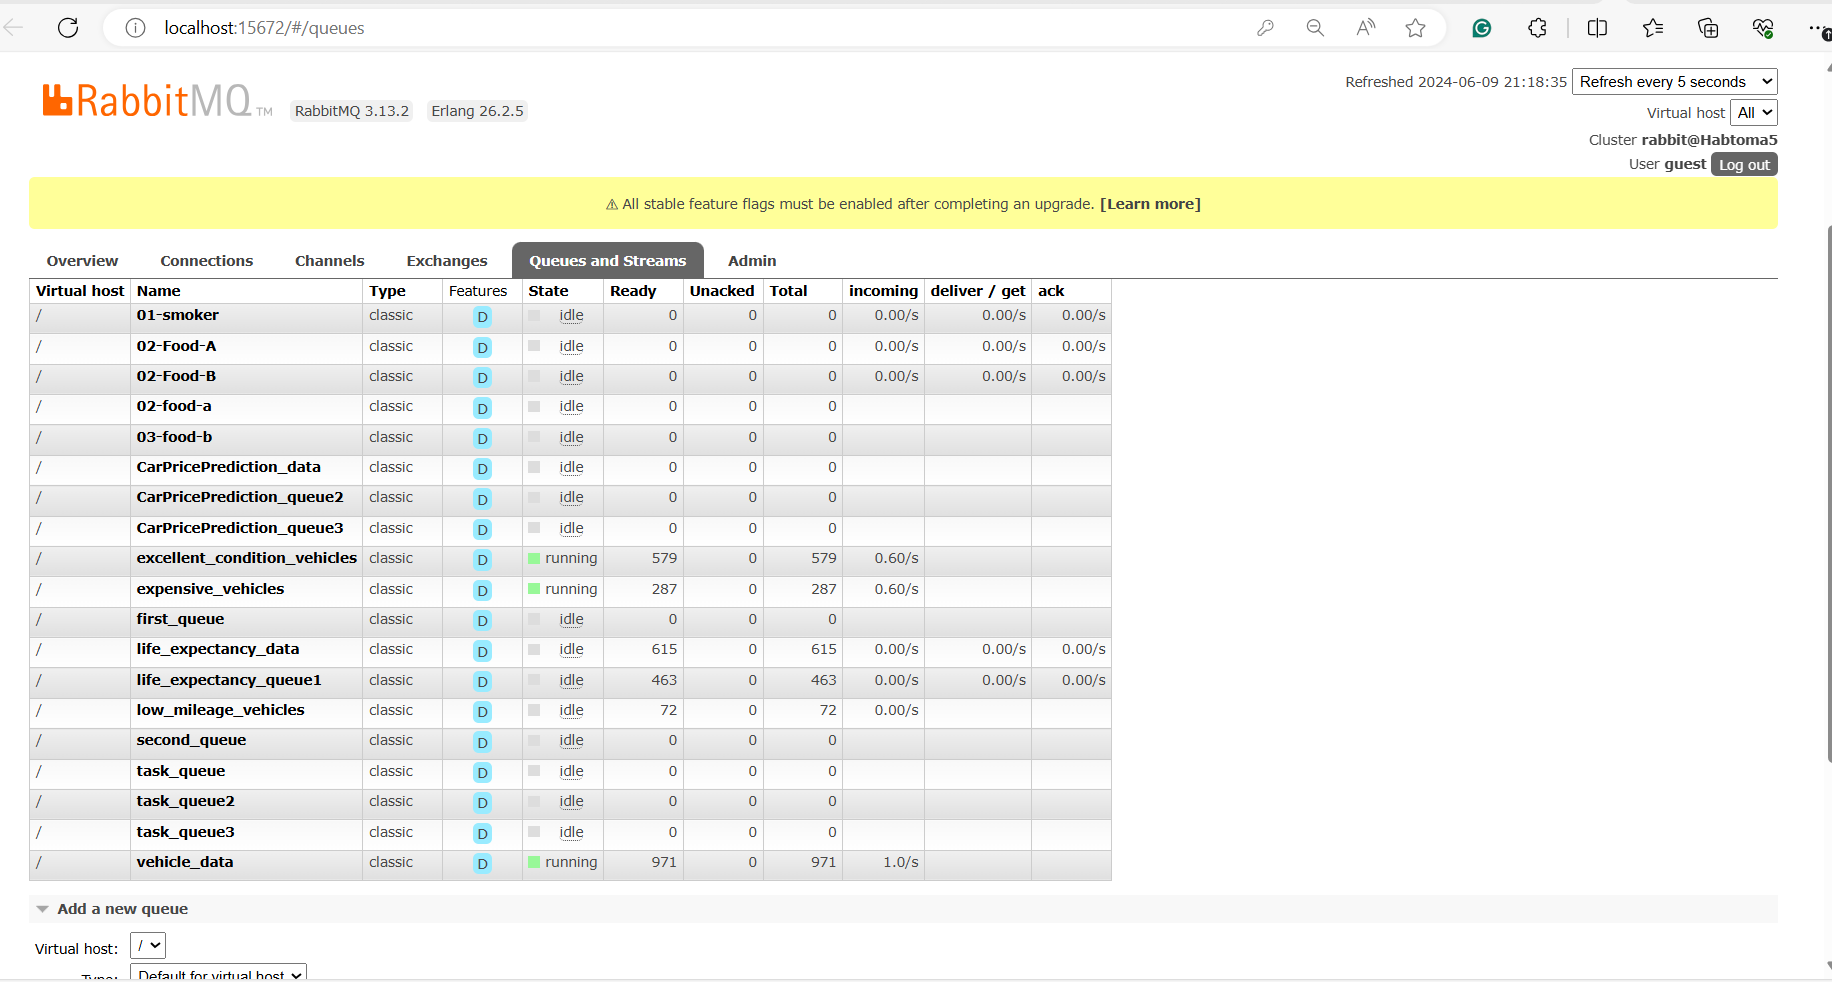 localhost:15672/#/queues
Refreshed 2024-06-09 21:18:35 Refresh every 5 seconds
RabbitMQ TM RabbitMQ 3.13.2 Erlang 26.2.5
Virtual host All
Cluster rabbit@Habtoma5
User guest Log out
⚠ All stable feature flags must be enabled after completing an upgrade. [Learn more]
Overview Connections Channels Exchanges Queues and Streams Admin
Virtual host Name Type Features State Ready Unacked Total incoming deliver / get ack
/ 01-smoker classic D idle 0 0 0 0.00/s 0.00/s 0.00/s
/ 02-Food-A classic D idle 0 0 0 0.00/s 0.00/s 0.00/s
/ 02-Food-B classic D idle 0 0 0 0.00/s 0.00/s 0.00/s
/ 02-food-a classic D idle 0 0 0
/ 03-food-b classic D idle 0 0 0
/ CarPricePrediction_data classic D idle 0 0 0
/ CarPricePrediction_queue2 classic D idle 0 0 0
/ CarPricePrediction_queue3 classic D idle 0 0 0
/ excellent_condition_vehicles classic D running 579 0 579 0.60/s
/ expensive_vehicles classic D running 287 0 287 0.60/s
/ first_queue classic D idle 0 0 0
/ life_expectancy_data classic D idle 615 0 615 0.00/s 0.00/s 0.00/s
/ life_expectancy_queue1 classic D idle 463 0 463 0.00/s 0.00/s 0.00/s
/ low_mileage_vehicles classic D idle 72 0 72 0.00/s
/ second_queue classic D idle 0 0 0
/ task_queue classic D idle 0 0 0
/ task_queue2 classic D idle 0 0 0
/ task_queue3 classic D idle 0 0 0
/ vehicle_data classic D running 971 0 971 1.0/s
Add a new queue
Virtual host: /
Type: Default for virtual host